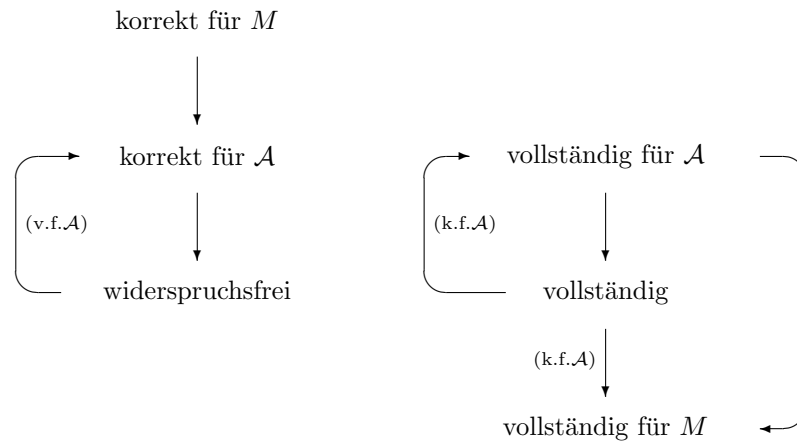 korrekt für M
korrekt für A
vollständig für A
(v.f.A)
(k.f.A)
widerspruchsfrei
vollständig
(k.f.A)
vollständig für M